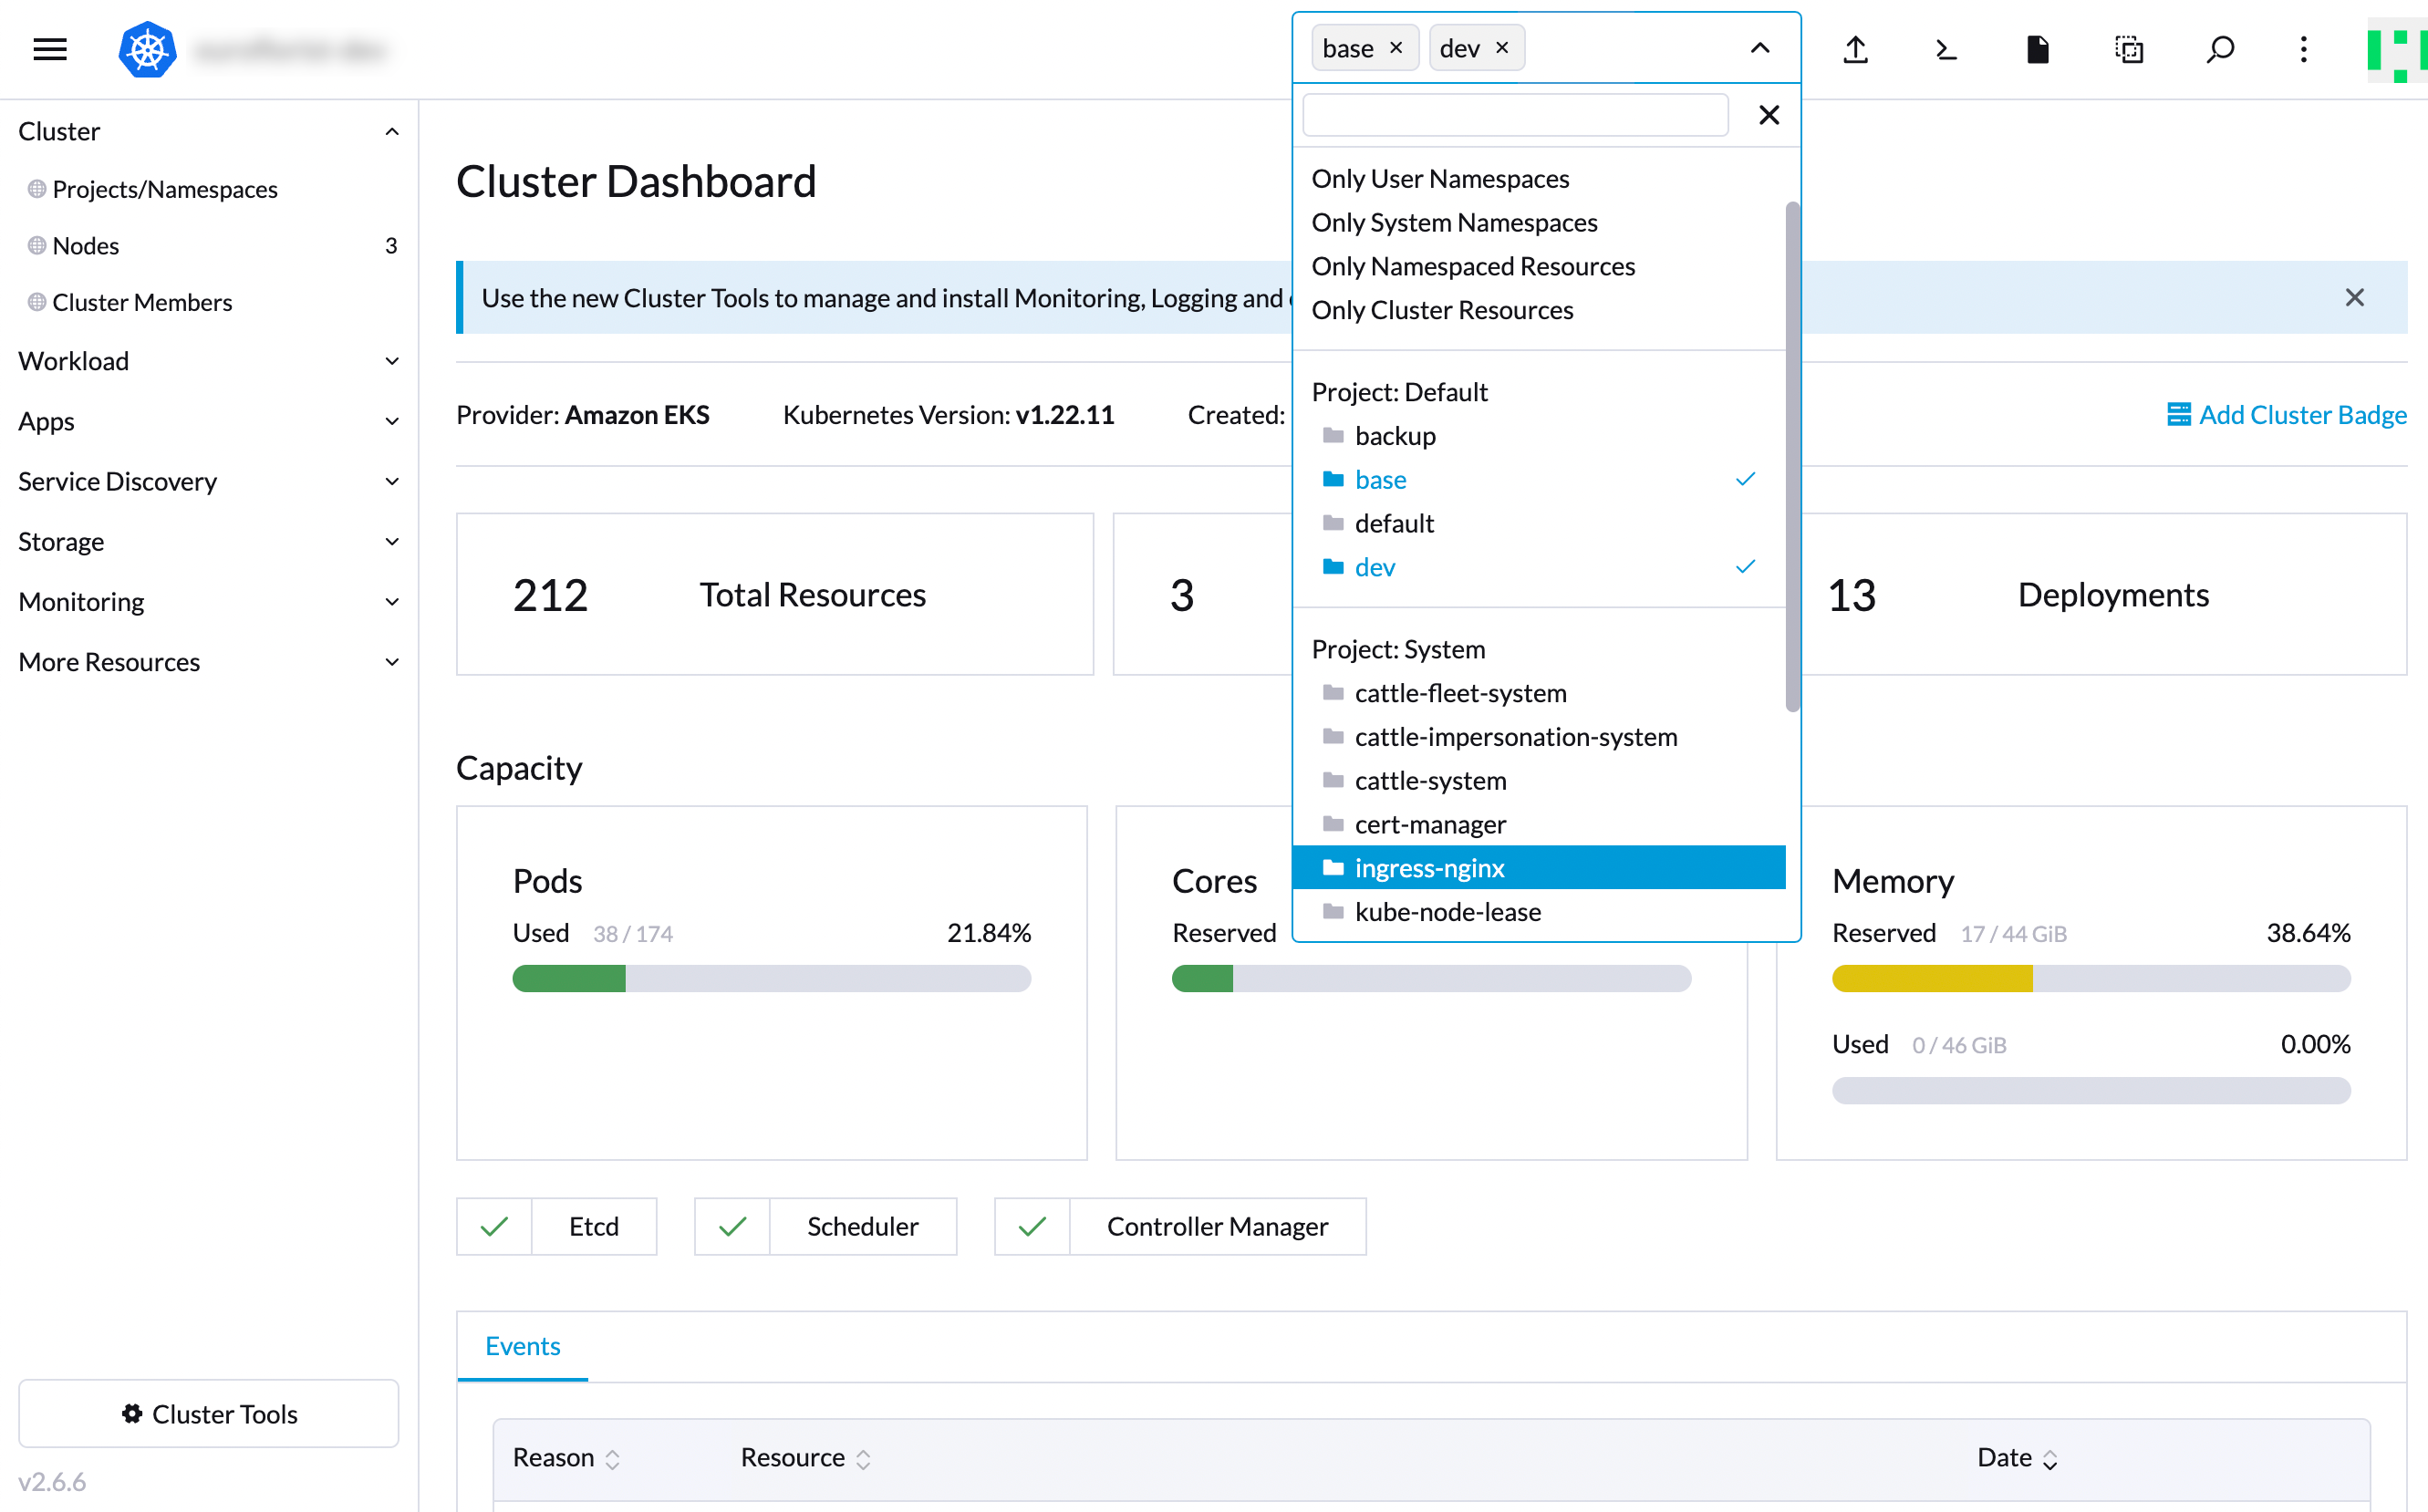 base × dev ×
Cluster
Projects/Namespaces
Nodes 3
Cluster Members
Workload
Apps
Service Discovery
Storage
Monitoring
More Resources
Cluster Tools
v2.6.6
Cluster Dashboard
Use the new Cluster Tools to manage and install Monitoring, Logging and
Provider: Amazon EKS Kubernetes Version: v1.22.11 Created:
Add Cluster Badge
212 Total Resources
3
13 Deployments
Only User Namespaces
Only System Namespaces
Only Namespaced Resources
Only Cluster Resources
Project: Default
backup
base
default
dev
Project: System
cattle-fleet-system
cattle-impersonation-system
cattle-system
cert-manager
ingress-nginx
kube-node-lease
Capacity
Pods
Used 38 / 174 21.84%
Cores
Reserved
Memory
Reserved 17 / 44 GiB 38.64%
Used 0 / 46 GiB 0.00%
Etcd
Scheduler
Controller Manager
Events
Reason Resource Date